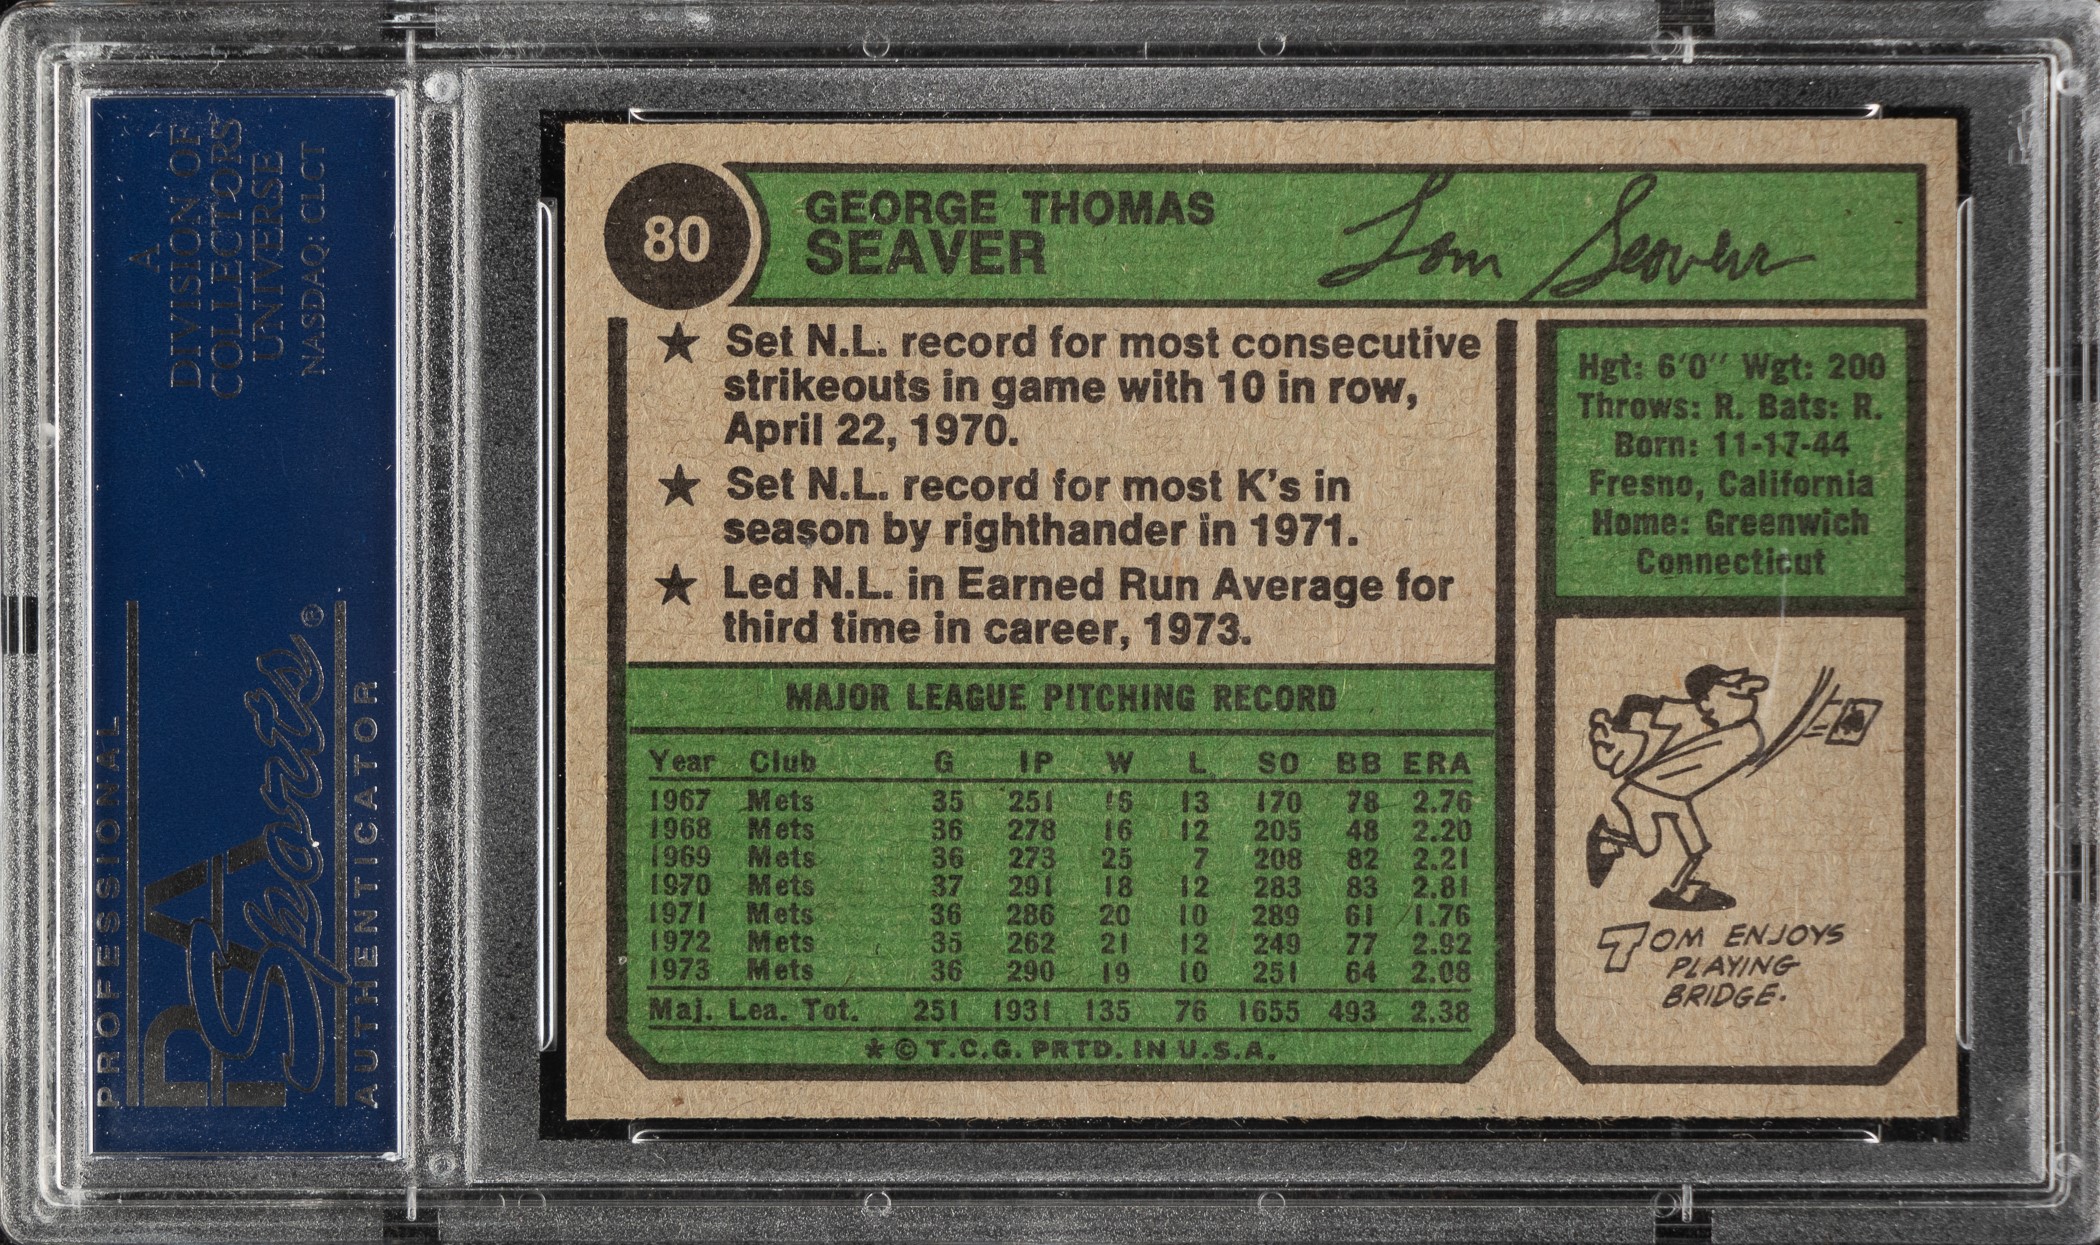 A
DIVISION OF
COLLECTORS
UNIVERSE
NASDAQ: CLCT
PSA
Sports®
PROFESSIONAL
AUTHENTICATOR
80
GEORGE THOMAS
SEAVER
Tom Seaver
★ Set N.L. record for most consecutive
strikeouts in game with 10 in row,
April 22, 1970.
★ Set N.L. record for most K's in
season by righthander in 1971.
★ Led N.L. in Earned Run Average for
third time in career, 1973.
MAJOR LEAGUE PITCHING RECORD
Year Club G IP W L SO BB ERA
1967 Mets 35 251 16 13 170 78 2.76
1968 Mets 36 278 16 12 205 48 2.20
1969 Mets 36 273 25 7 208 82 2.21
1970 Mets 37 291 18 12 283 83 2.81
1971 Mets 36 286 20 10 289 61 1.76
1972 Mets 35 262 21 12 249 77 2.92
1973 Mets 36 290 19 10 251 64 2.08
Maj. Lea. Tot. 251 1931 135 76 1655 493 2.38
* © T.C.G. PRTD. IN U.S.A.
Hgt: 6'0'' Wgt: 200
Throws: R. Bats: R.
Born: 11-17-44
Fresno, California
Home: Greenwich
Connecticut
TOM ENJOYS
PLAYING
BRIDGE.